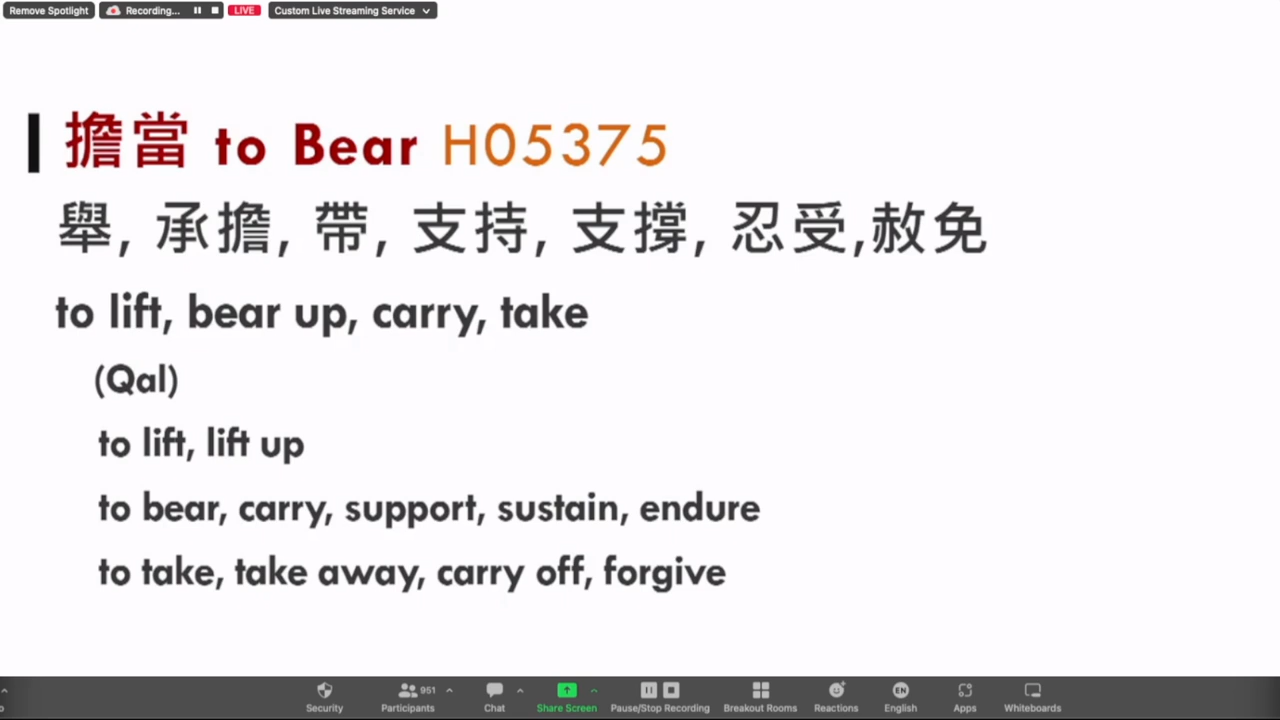 Remove Spotlight Recording... LIVE Custom Live Streaming Service
擔當 to Bear H05375
舉, 承擔, 帶, 支持, 支撐, 忍受,赦免
to lift, bear up, carry, take
(Qal)
to lift, lift up
to bear, carry, support, sustain, endure
to take, take away, carry off, forgive
951 EN
Security Participants Chat Share Screen Pause/Stop Recording Breakout Rooms Reactions English Apps Whiteboards